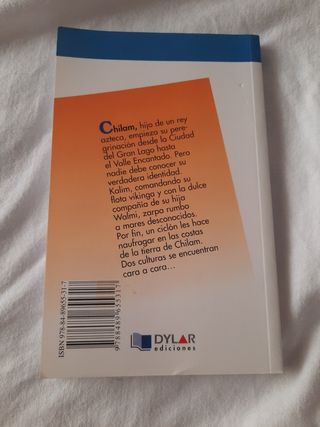 Chilam, hijo de un rey
azteca, empieza su pere-
grinación desde la Ciudad
del Gran Lago hasta
el Valle Encantado. Pero
nadie debe conocer su
verdadera identidad.
Kalim, comandando su
flota vikinga y con la dulce
compañía de su hija
Walmi, zarpa rumbo
a mares desconocidos.
Por fin, un ciclón les hace
naufragar en las costas
de la tierra de Chilam.
Dos culturas se encuentran
cara a cara...
ISBN 978-84-89655-31-7
9788489655317
DYLAR
ediciones